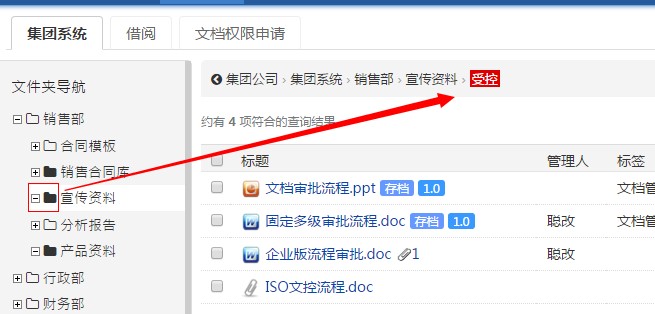 集团系统 借阅 文档权限申请
文件夹导航
销售部
合同模板
销售合同库
宣传资料
分析报告
产品资料
行政部
财务部
集团公司 › 集团系统 › 销售部 › 宣传资料 › 受控
约有 4 项符合的查询结果
标题 管理人 标签
文档审批流程.ppt 存档 1.0 文档管
固定多级审批流程.doc 存档 1.0 聪改 文档管
企业版流程审批.doc 1 聪改
ISO文控流程.doc